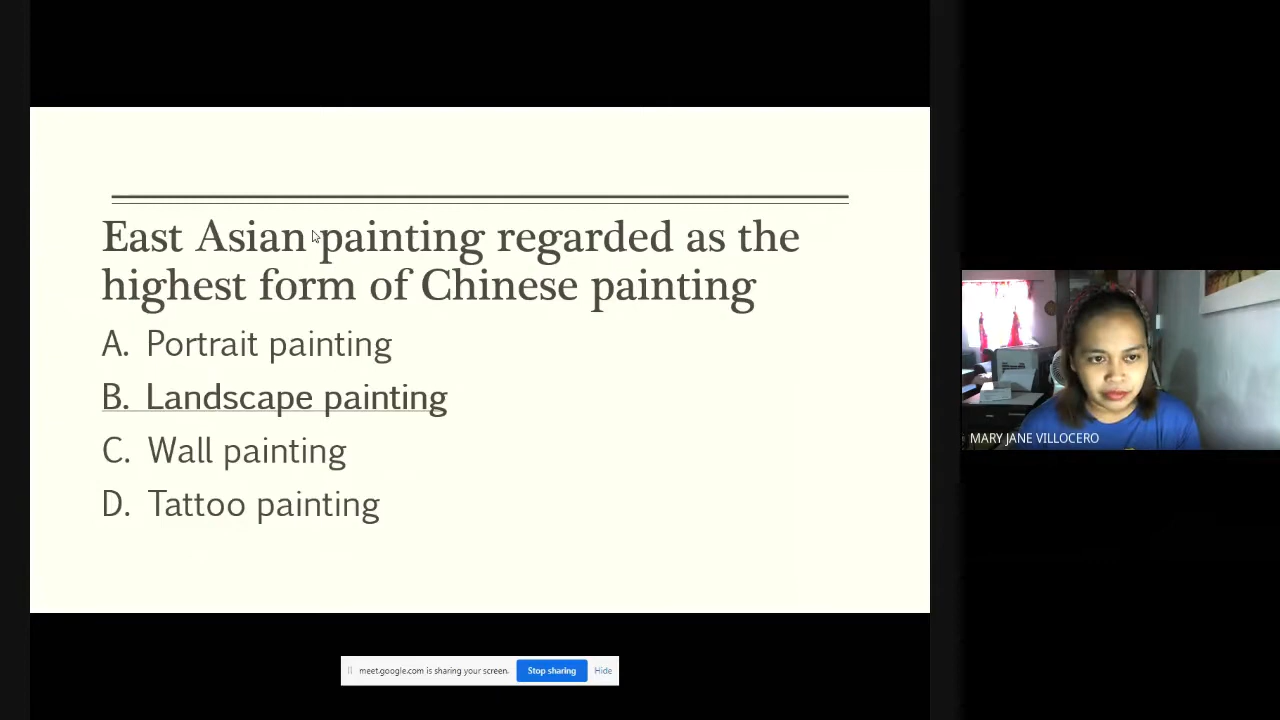 East Asian painting regarded as the
highest form of Chinese painting
A. Portrait painting
B. Landscape painting
C. Wall painting
D. Tattoo painting
MARY JANE VILLOCERO
meet.google.com is sharing your screen.
Stop sharing
Hide